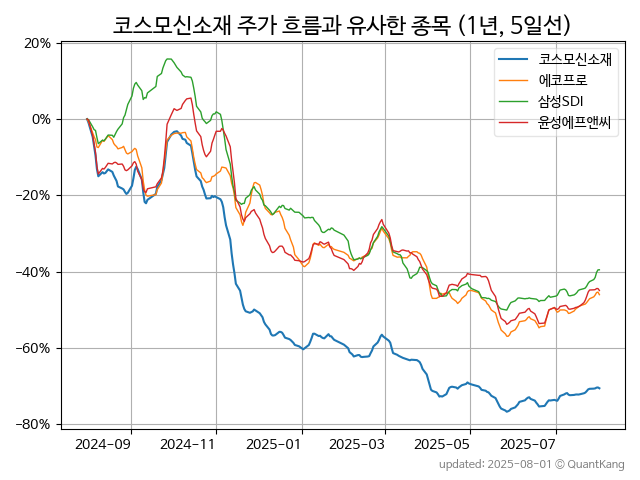 코스모신소재 주가 흐름과 유사한 종목 (1년, 5일선)
코스모신소재
에코프로
삼성SDI
윤성에프앤씨
20%
0%
−20%
−40%
−60%
−80%
2024-09
2024-11
2025-01
2025-03
2025-05
2025-07
updated: 2025-08-01 © QuantKang